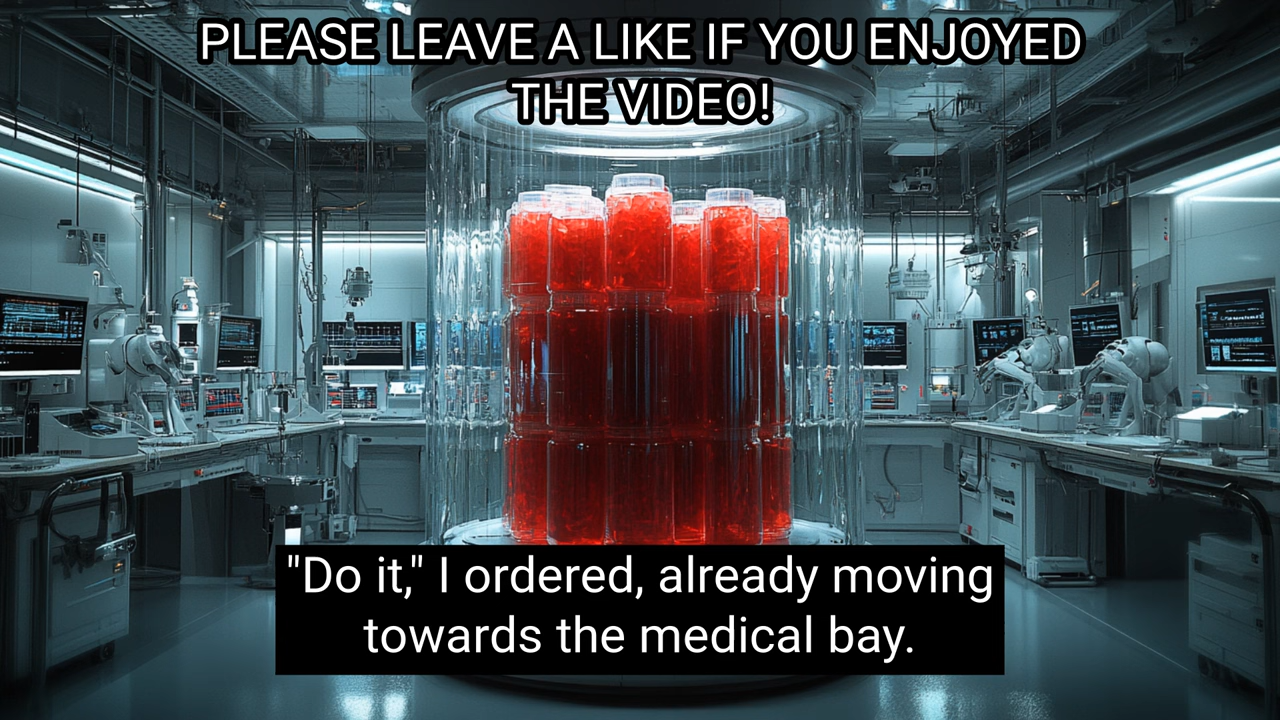 PLEASE LEAVE A LIKE IF YOU ENJOYED
THE VIDEO!
"Do it," I ordered, already moving
towards the medical bay.